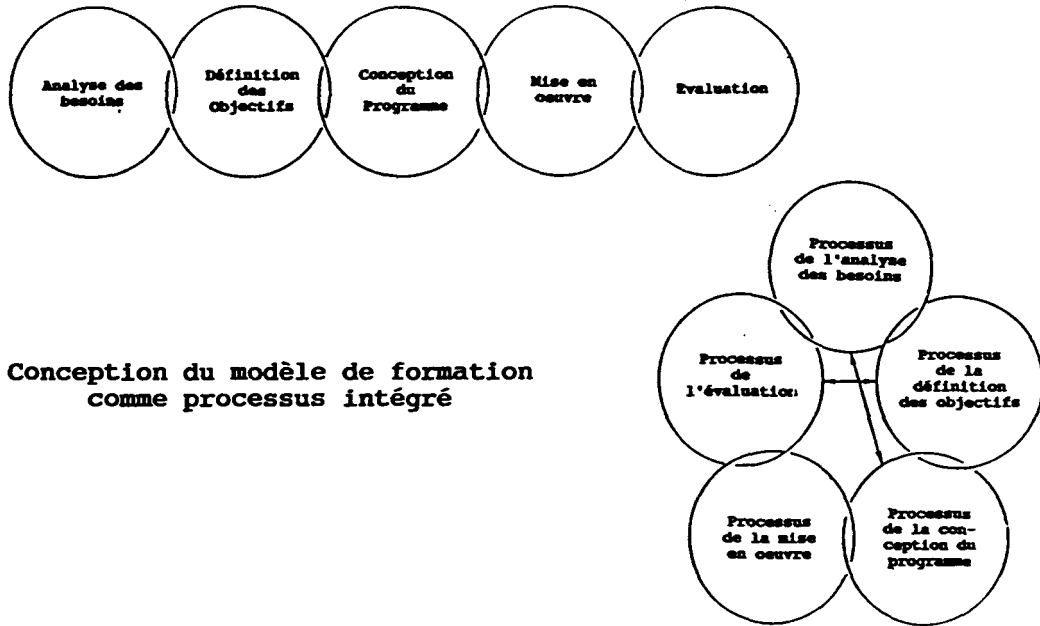 Analyse des
besoins
Définition
des
Objectifs
Conception
du
Programme
Mise en
oeuvre
Evaluation
Processus
de l'analyse
des besoins
Conception du modèle de formation
comme processus intégré
Processus
de
l'évaluation
Processus
de la
définition
des objectifs
Processus
de la mise
en oeuvre
Processus
de la con-
ception du
programme